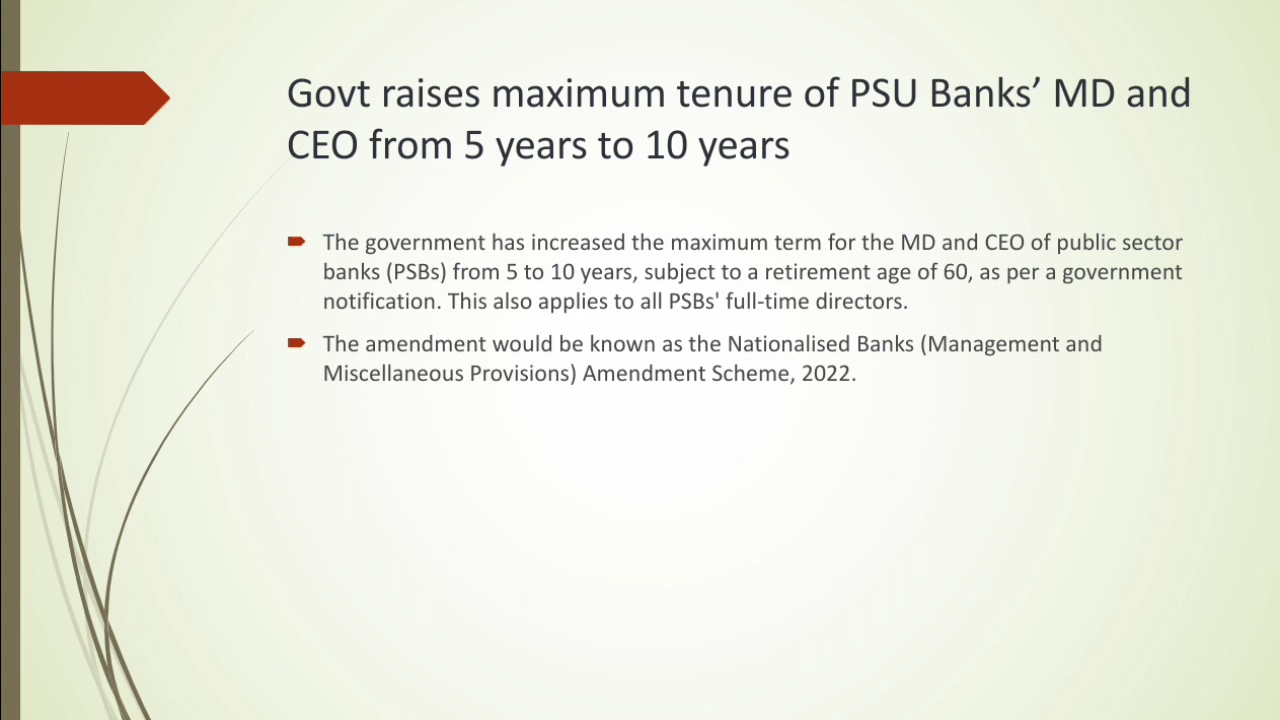 Govt raises maximum tenure of PSU Banks’ MD and
CEO from 5 years to 10 years
The government has increased the maximum term for the MD and CEO of public sector
banks (PSBs) from 5 to 10 years, subject to a retirement age of 60, as per a government
notification. This also applies to all PSBs' full-time directors.
The amendment would be known as the Nationalised Banks (Management and
Miscellaneous Provisions) Amendment Scheme, 2022.